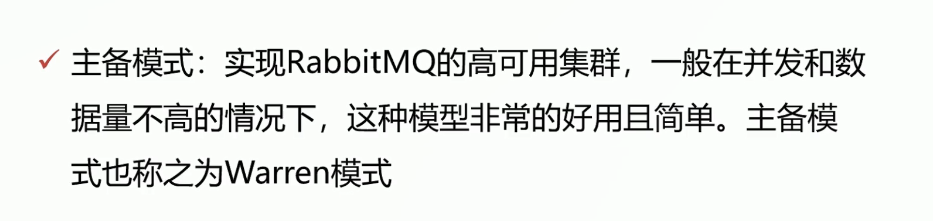 ✓ 主备模式：实现RabbitMQ的高可用集群，一般在并发和数
据量不高的情况下，这种模型非常的好用且简单。主备模
式也称之为Warren模式